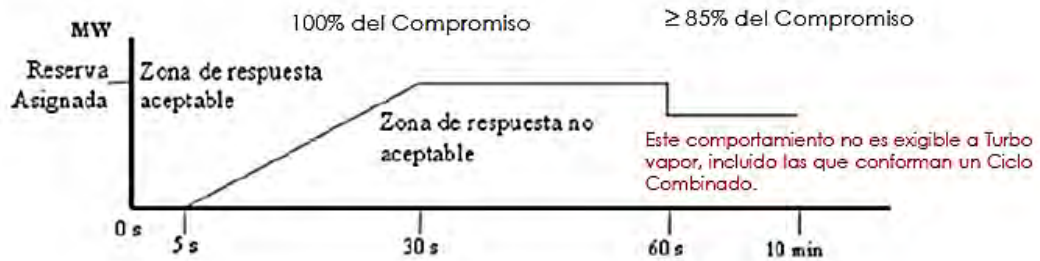 100% del Compromiso
≥ 85% del Compromiso
MW
Reserva
Asignada
Zona de respuesta
aceptable
Zona de respuesta no
aceptable
Este comportamiento no es exigible a Turbo
vapor, incluido las que conforman un Ciclo
Combinado.
0 s
5 s
30 s
60 s
10 min